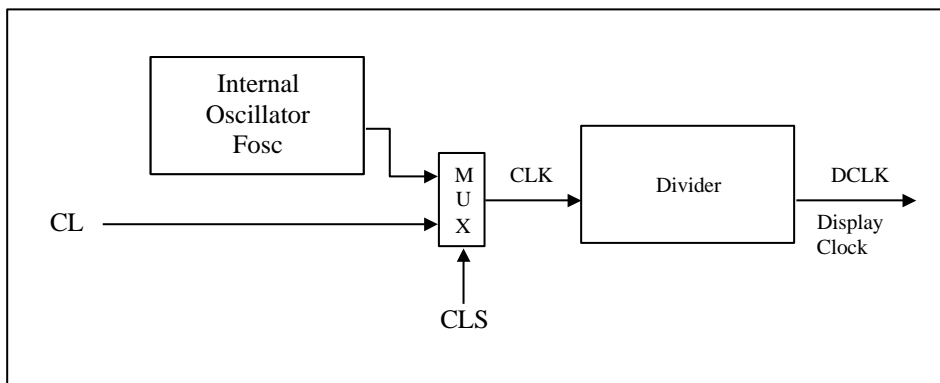 Internal
Oscillator
Fosc
M
U
X
CLK
Divider
DCLK
Display
Clock
CL
CLS